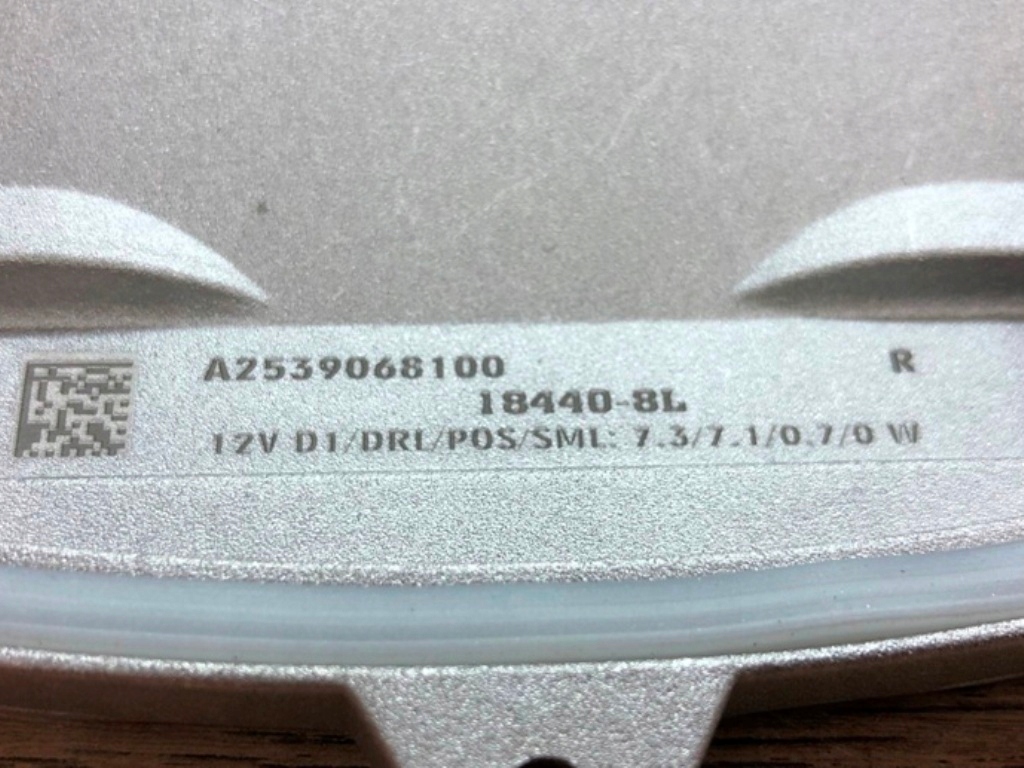 A2539068100 R
18440-8L
12V D1/DRL/POS/SML: 7.3/7.1/0.7/0 W